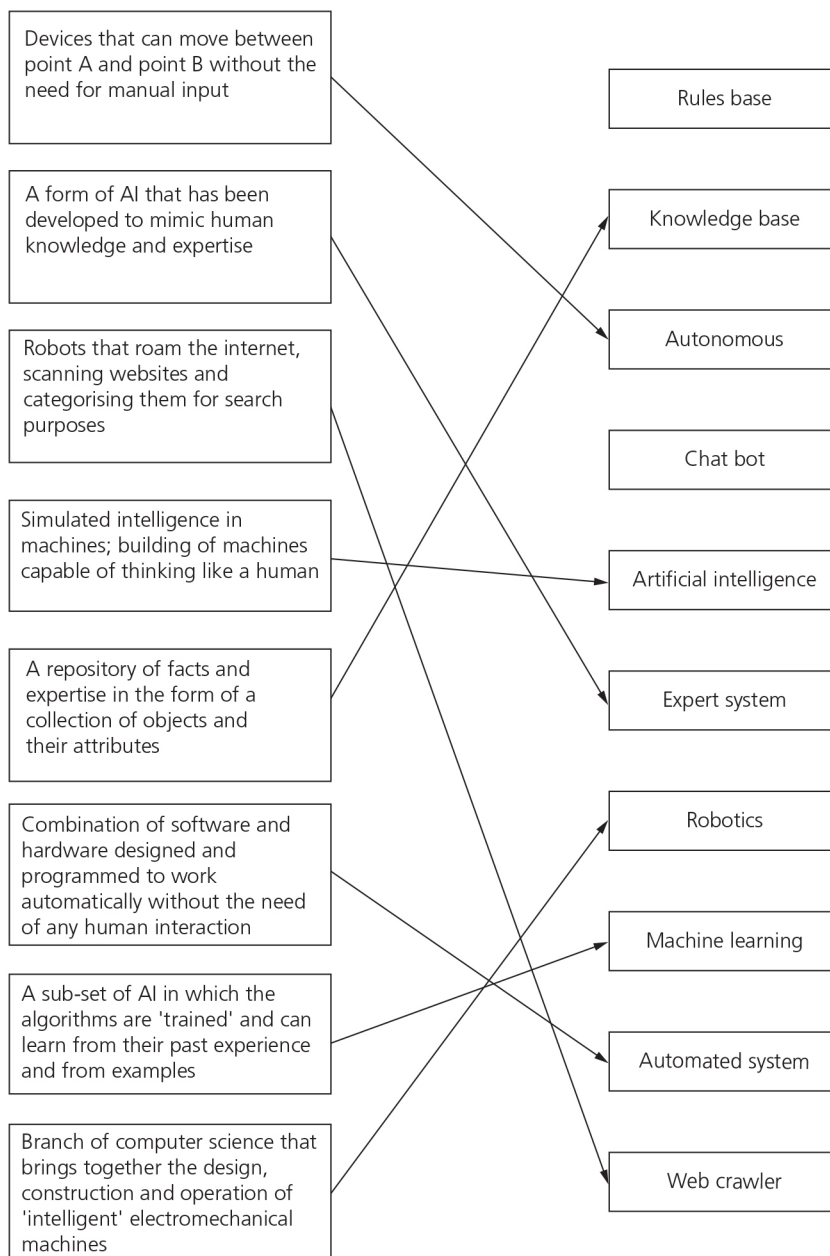 Devices that can move between
point A and point B without the
need for manual input
A form of AI that has been
developed to mimic human
knowledge and expertise
Robots that roam the internet,
scanning websites and
categorising them for search
purposes
Simulated intelligence in
machines; building of machines
capable of thinking like a human
A repository of facts and
expertise in the form of a
collection of objects and
their attributes
Combination of software and
hardware designed and
programmed to work
automatically without the need
of any human interaction
A sub-set of AI in which the
algorithms are 'trained' and can
learn from their past experience
and from examples
Branch of computer science that
brings together the design,
construction and operation of
'intelligent' electromechanical
machines
Rules base
Knowledge base
Autonomous
Chat bot
Artificial intelligence
Expert system
Robotics
Machine learning
Automated system
Web crawler